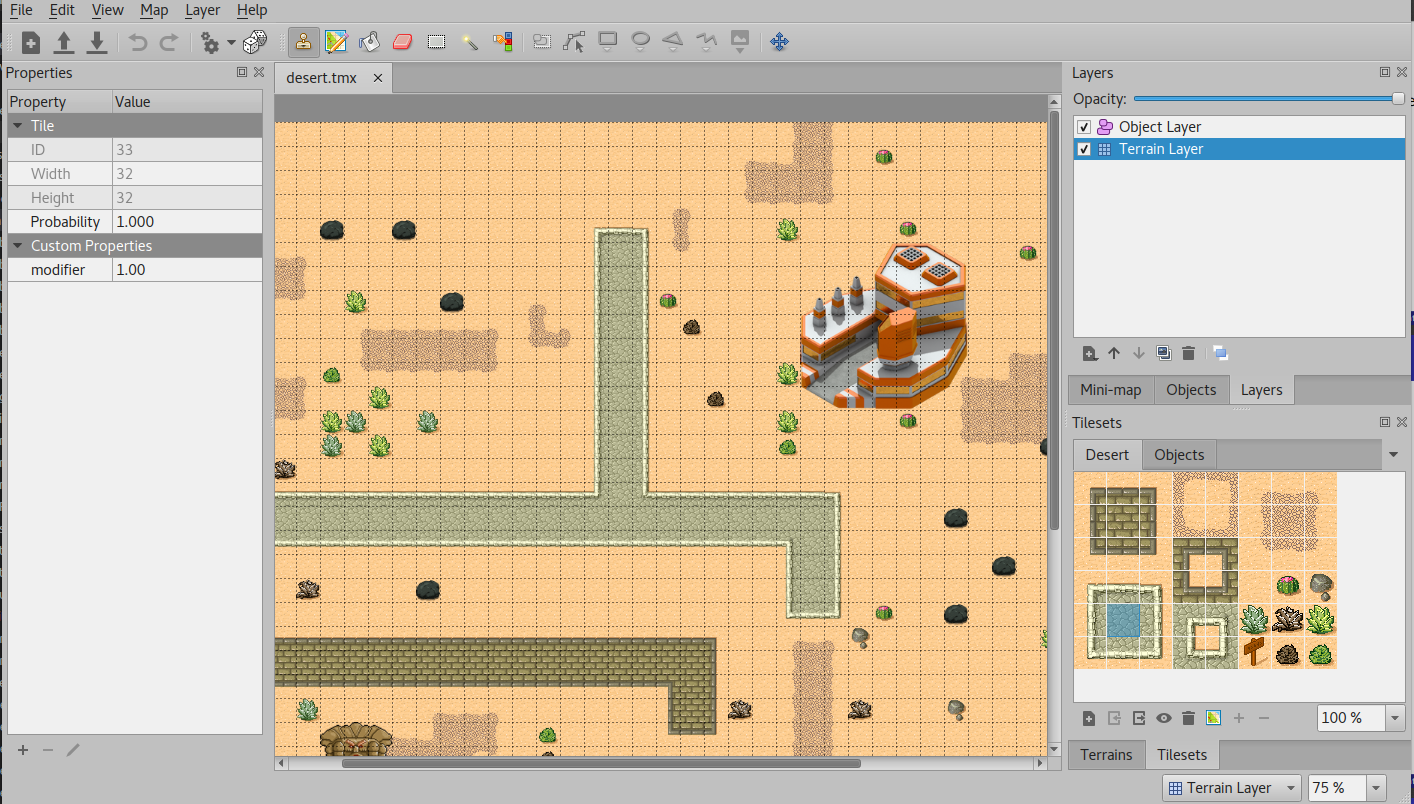 File Edit View Map Layer Help
Properties
Property Value
Tile
ID 33
Width 32
Height 32
Probability 1.000
Custom Properties
modifier 1.00
desert.tmx
Layers
Opacity:
Object Layer
Terrain Layer
Mini-map Objects Layers
Tilesets
Desert Objects
100 %
Terrains Tilesets
Terrain Layer 75 %